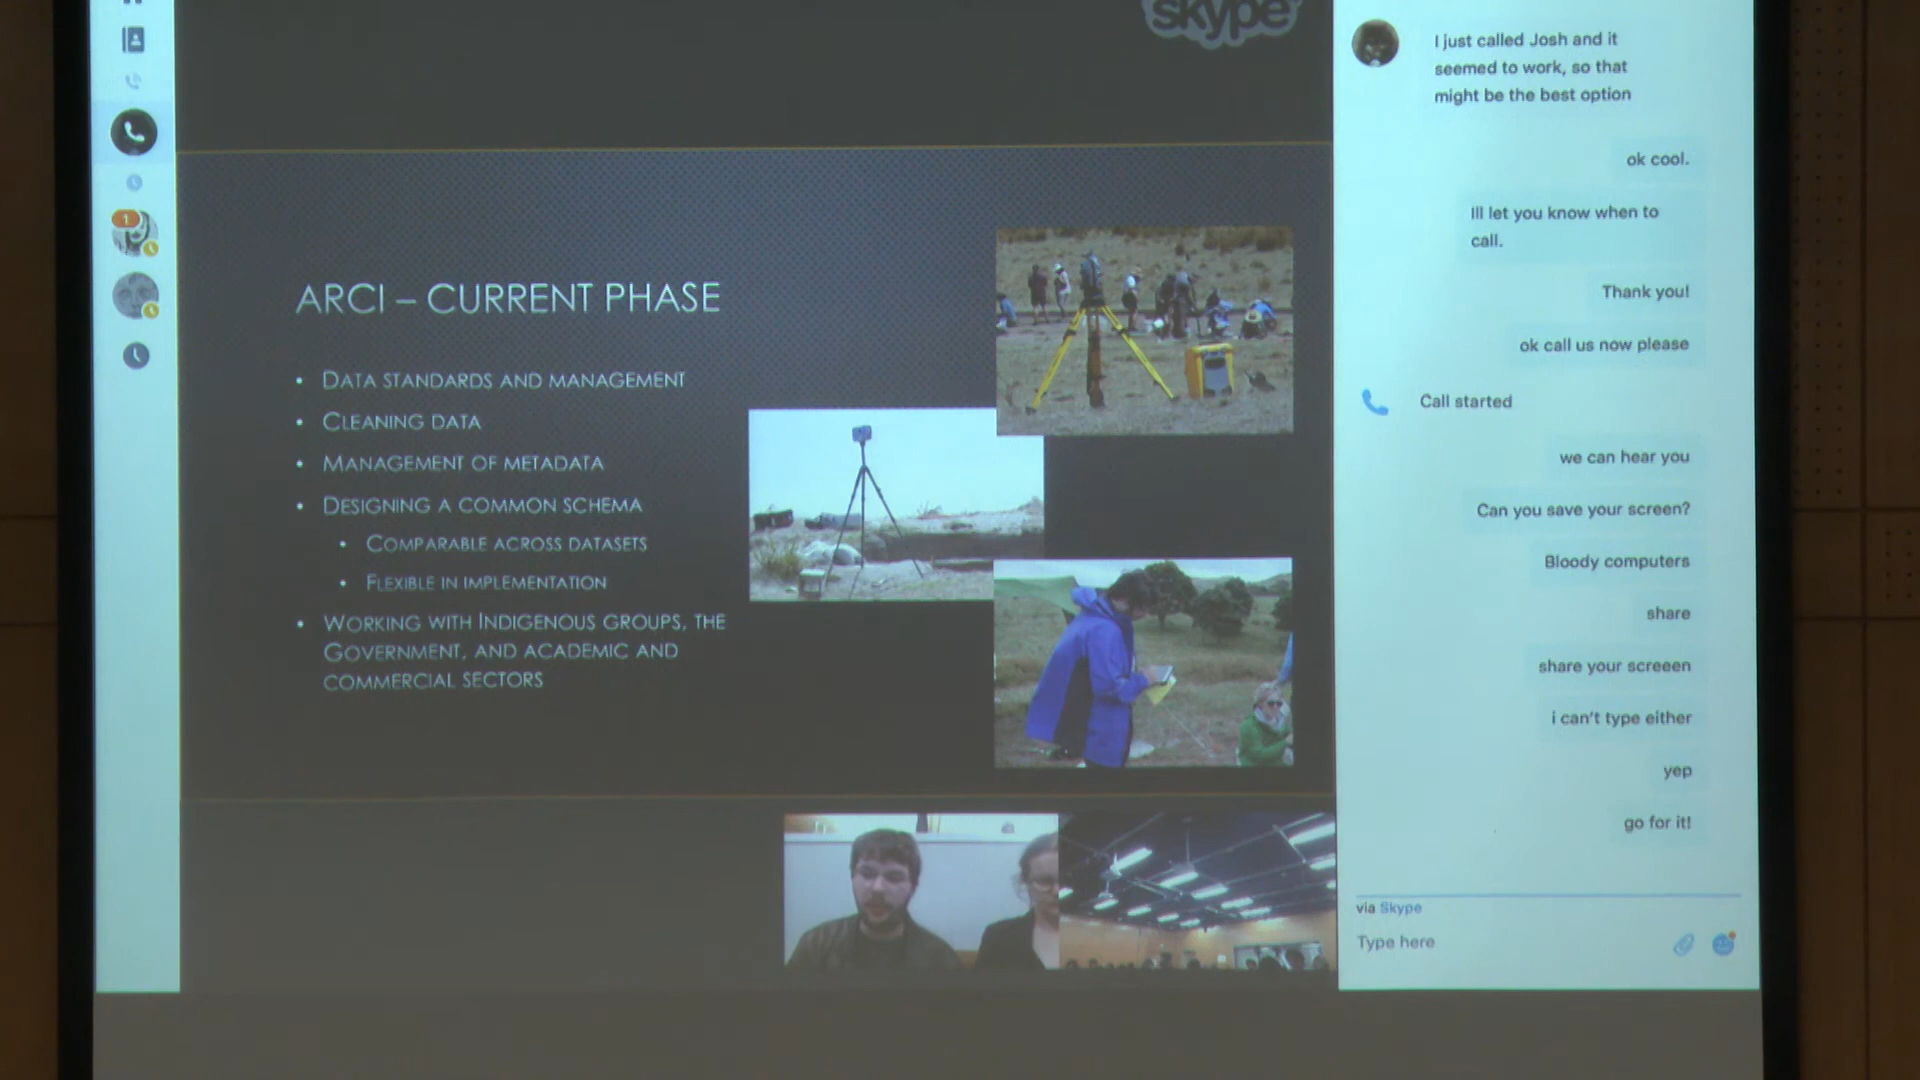 skype
ARCI – CURRENT PHASE
• DATA STANDARDS AND MANAGEMENT
• CLEANING DATA
• MANAGEMENT OF METADATA
• DESIGNING A COMMON SCHEMA
• COMPARABLE ACROSS DATASETS
• FLEXIBLE IN IMPLEMENTATION
• WORKING WITH INDIGENOUS GROUPS, THE
GOVERNMENT, AND ACADEMIC AND
COMMERCIAL SECTORS
1
I just called Josh and it
seemed to work, so that
might be the best option
ok cool.
Ill let you know when to
call.
Thank you!
ok call us now please
Call started
we can hear you
Can you save your screen?
Bloody computers
share
share your screeen
i can't type either
yep
go for it!
via Skype
Type here